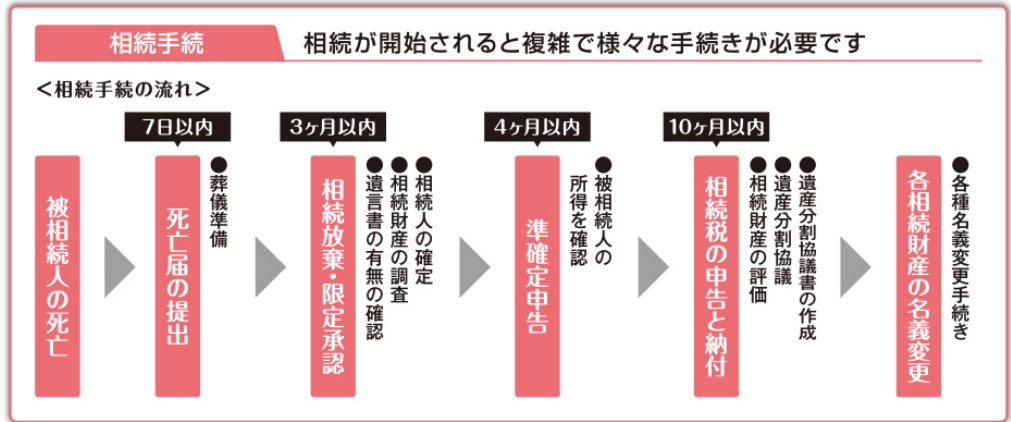 相続手続
相続が開始されると複雑で様々な手続きが必要です
＜相続手続の流れ＞
被相続人の死亡
7日以内
死亡届の提出
●葬儀準備
3ヶ月以内
相続放棄・限定承認
●相続人の確定
●相続財産の調査
●遺言書の有無の確認
4ヶ月以内
準確定申告
●被相続人の
所得を確認
10ヶ月以内
相続税の申告と納付
●遺産分割協議書の作成
●遺産分割協議
●相続財産の評価
各相続財産の名義変更
●各種名義変更手続き